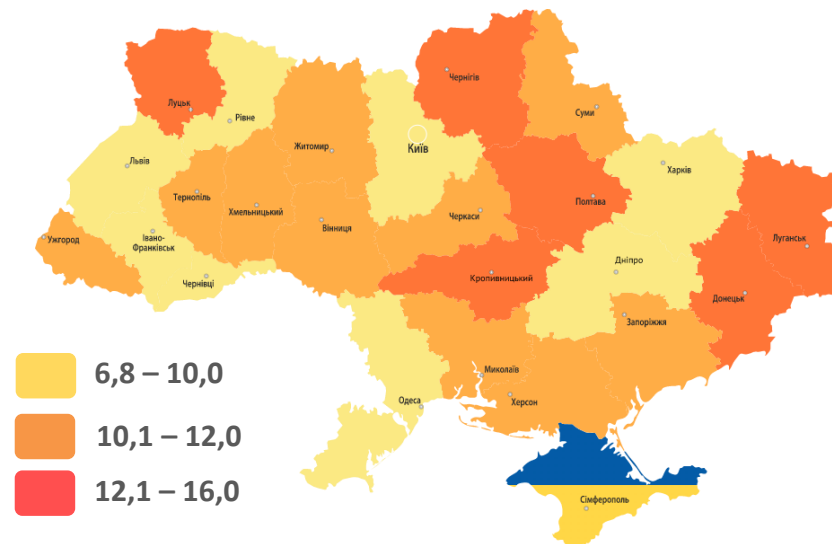 Чернігів
Луцьк
Суми
Рівне
Житомир
Київ
Львів
Харків
Тернопіль
Хмельницький
Полтава
Вінниця
Черкаси
Ужгород
Івано-
Франківськ
Луганськ
Дніпро
Кропивницький
Чернівці
Донецьк
Запоріжжя
Миколаїв
Херсон
Одеса
Сімферополь
6,8 – 10,0
10,1 – 12,0
12,1 – 16,0